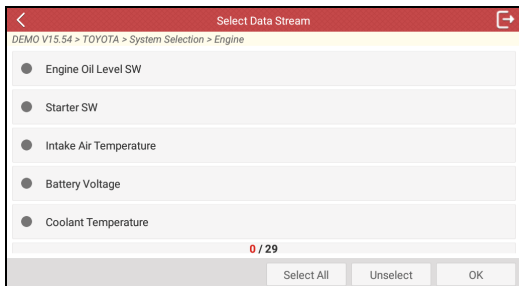 Select Data Stream
DEMO V15.54 > TOYOTA > System Selection > Engine
Engine Oil Level SW
Starter SW
Intake Air Temperature
Battery Voltage
Coolant Temperature
0 / 29
Select All Unselect OK